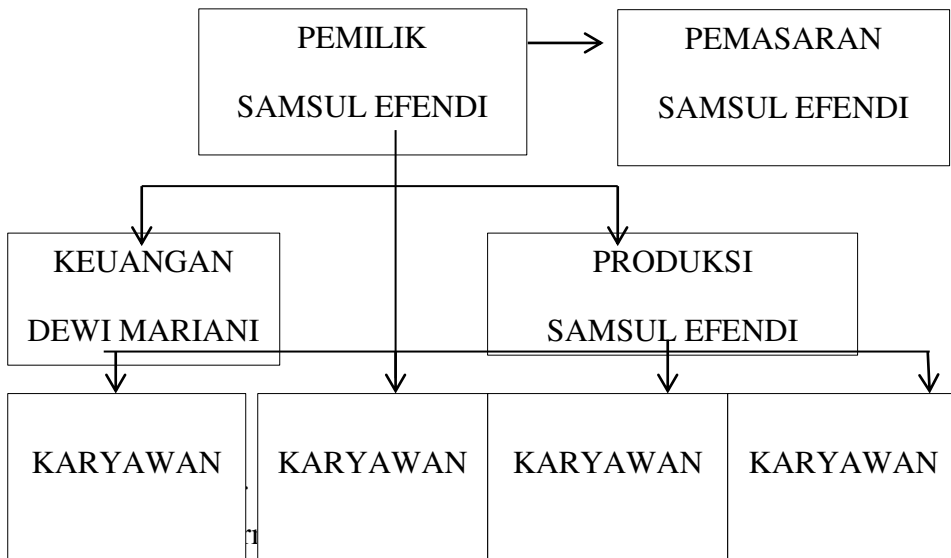 PEMILIK
SAMSUL EFENDI
PEMASARAN
SAMSUL EFENDI
KEUANGAN
DEWI MARIANI
PRODUKSI
SAMSUL EFENDI
KARYAWAN
KARYAWAN
KARYAWAN
KARYAWAN